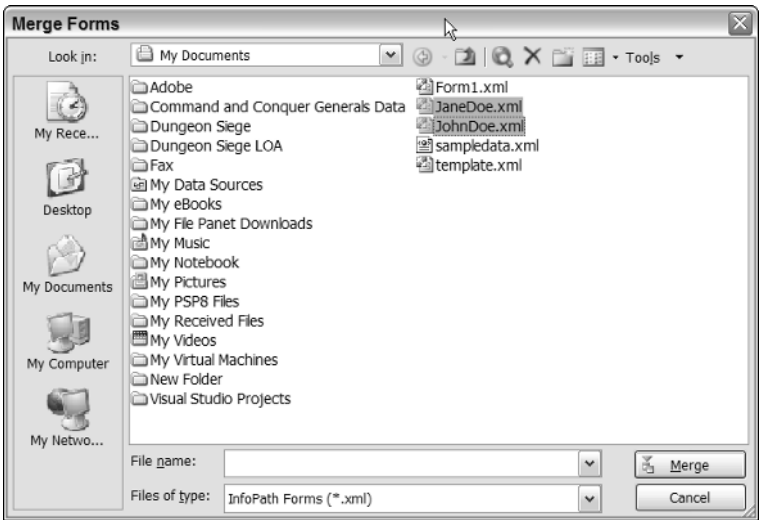 Merge Forms
Look in:
My Documents
Tools
My Rece...
Desktop
My Documents
My Computer
My Netwo...
Adobe
Command and Conquer Generals Data
Dungeon Siege
Dungeon Siege LOA
Fax
My Data Sources
My eBooks
My File Panet Downloads
My Music
My Notebook
My Pictures
My PSP8 Files
My Received Files
My Videos
My Virtual Machines
New Folder
Visual Studio Projects
Form1.xml
JaneDoe.xml
JohnDoe.xml
sampledata.xml
template.xml
File name:
Merge
Files of type:
InfoPath Forms (*.xml)
Cancel